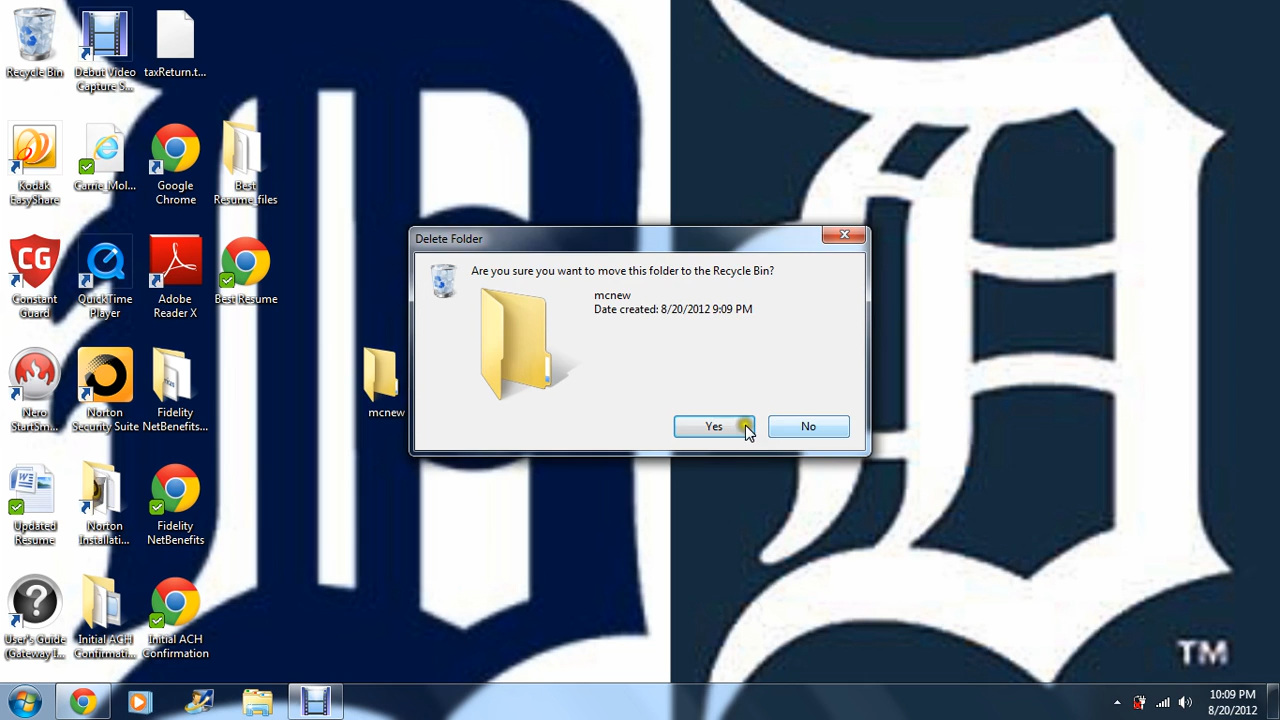 Recycle Bin
Debut Video
Capture S...
taxReturn.t...
Kodak
EasyShare
Carrie_Mol...
Google
Chrome
Best
Resume_files
CG
Constant
Guard
QuickTime
Player
Adobe
Reader X
Best Resume
Nero
StartSm...
Norton
Security Suite
Fidelity
NetBenefits...
mcnew
Updated
Resume
Norton
Installati...
Fidelity
NetBenefits
User's Guide
(Gateway I...
Initial ACH
Confirmati...
Initial ACH
Confirmation
Delete Folder
Are you sure you want to move this folder to the Recycle Bin?
mcnew
Date created: 8/20/2012 9:09 PM
Yes
No
TM
10:09 PM
8/20/2012